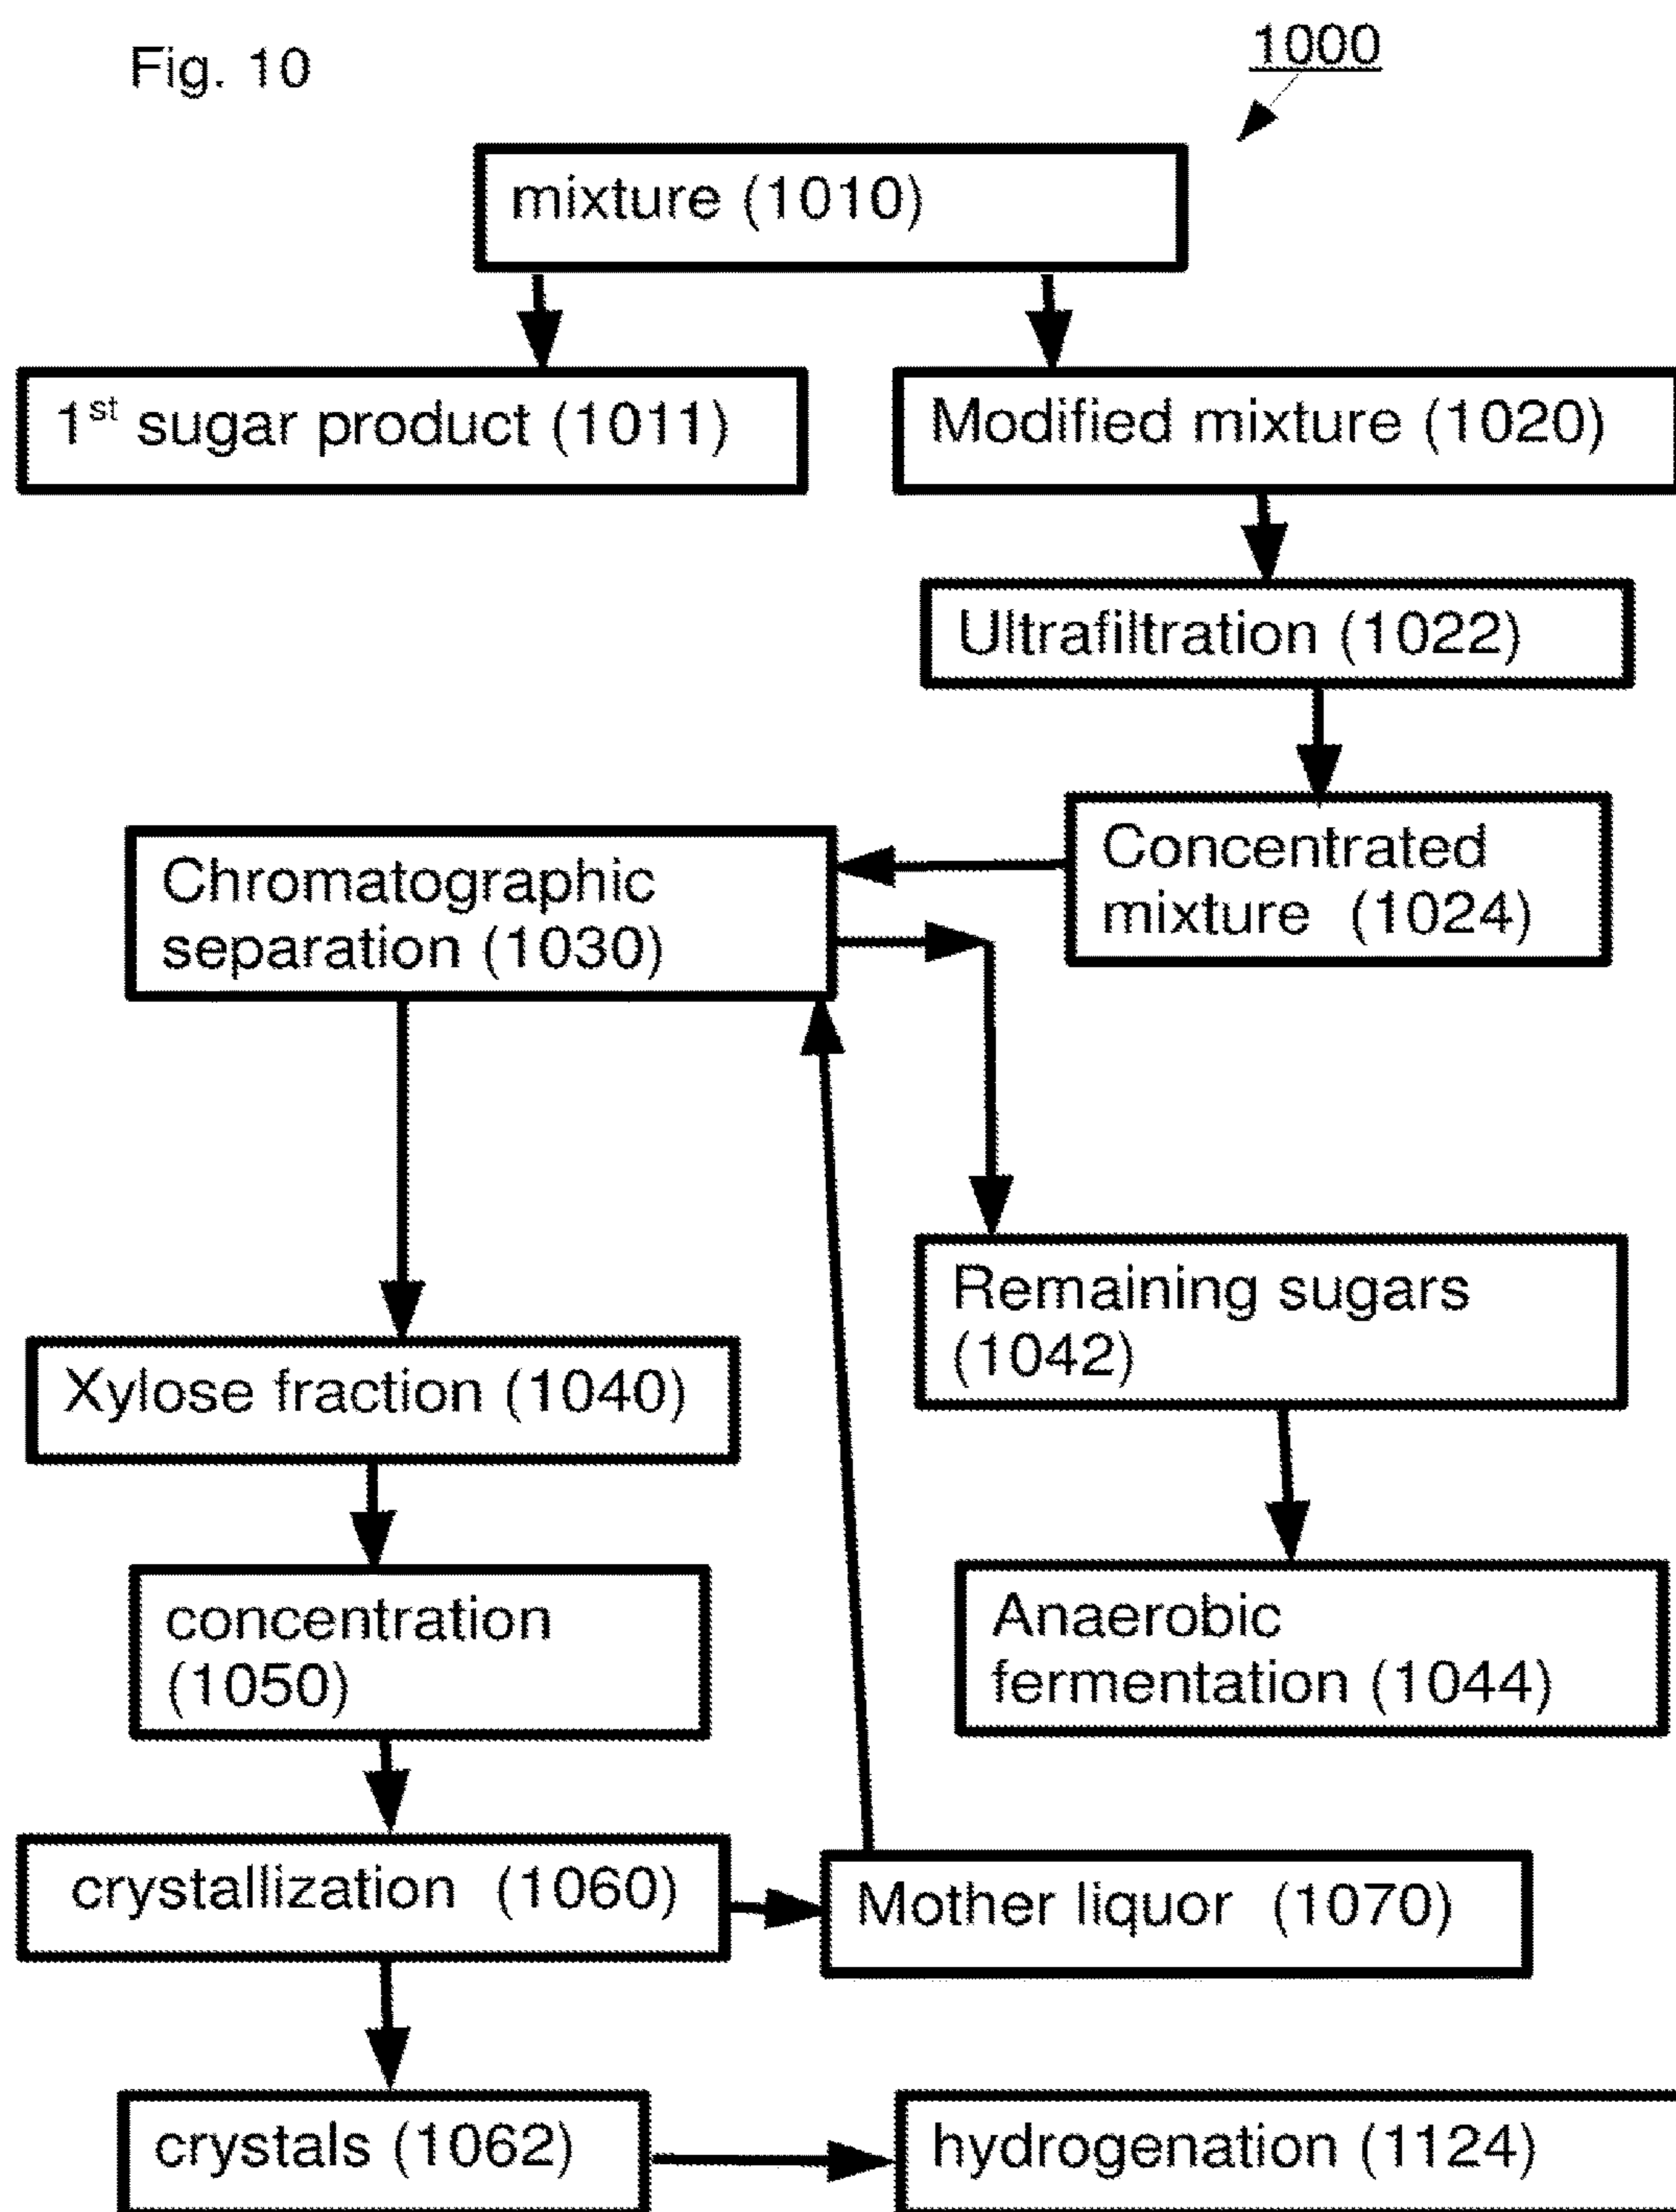 Fig. 10
1000
mixture (1010)
1st sugar product (1011)
Modified mixture (1020)
Ultrafiltration (1022)
Concentrated
mixture (1024)
Chromatographic
separation (1030)
Remaining sugars
(1042)
Xylose fraction (1040)
Anaerobic
fermentation (1044)
concentration
(1050)
crystallization (1060)
Mother liquor (1070)
crystals (1062)
hydrogenation (1124)